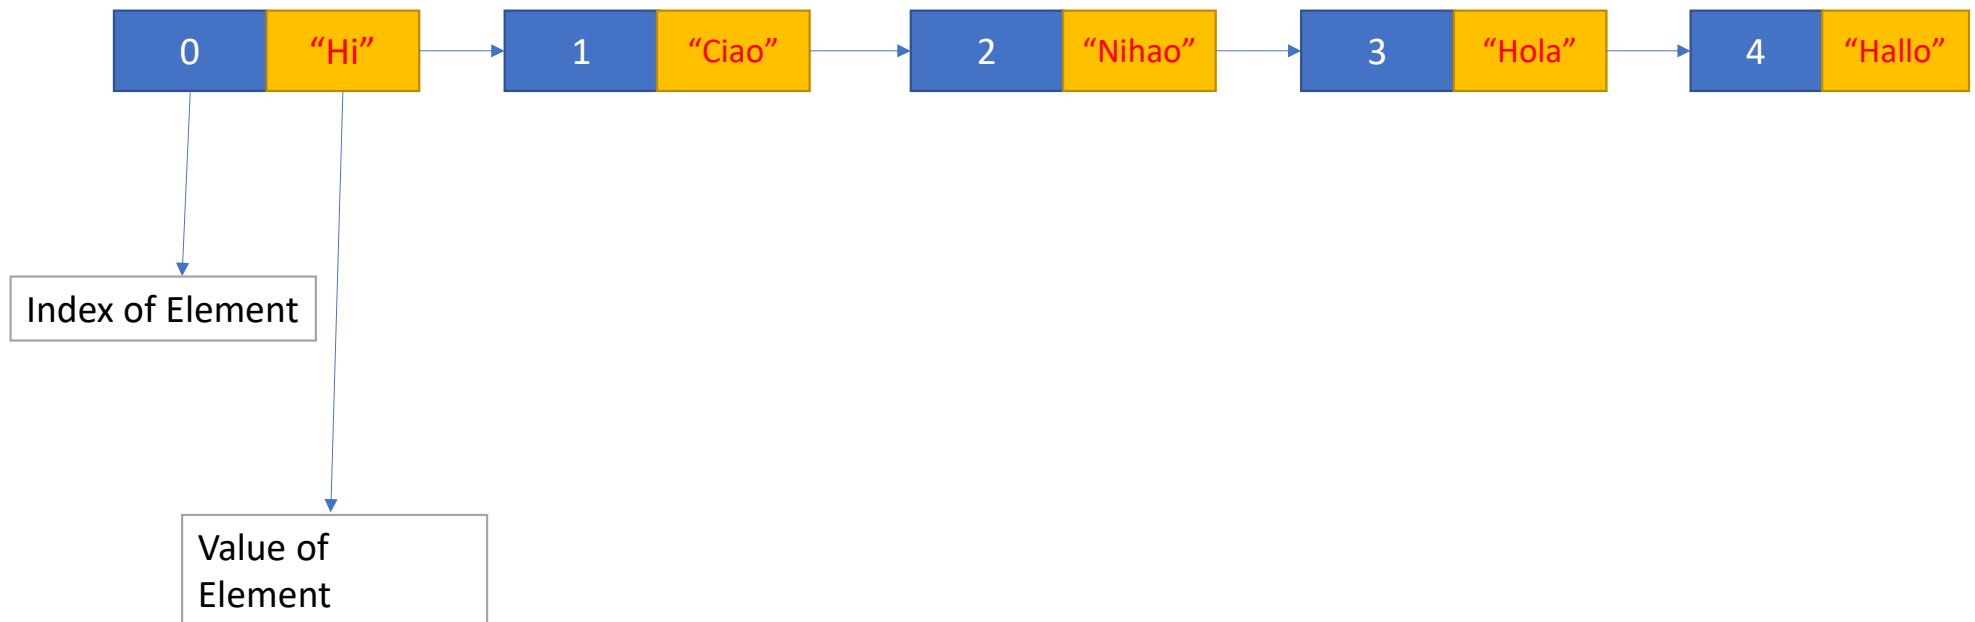 0 “Hi” 1 “Ciao” 2 “Nihao” 3 “Hola” 4 “Hallo”
Index of Element
Value of
Element